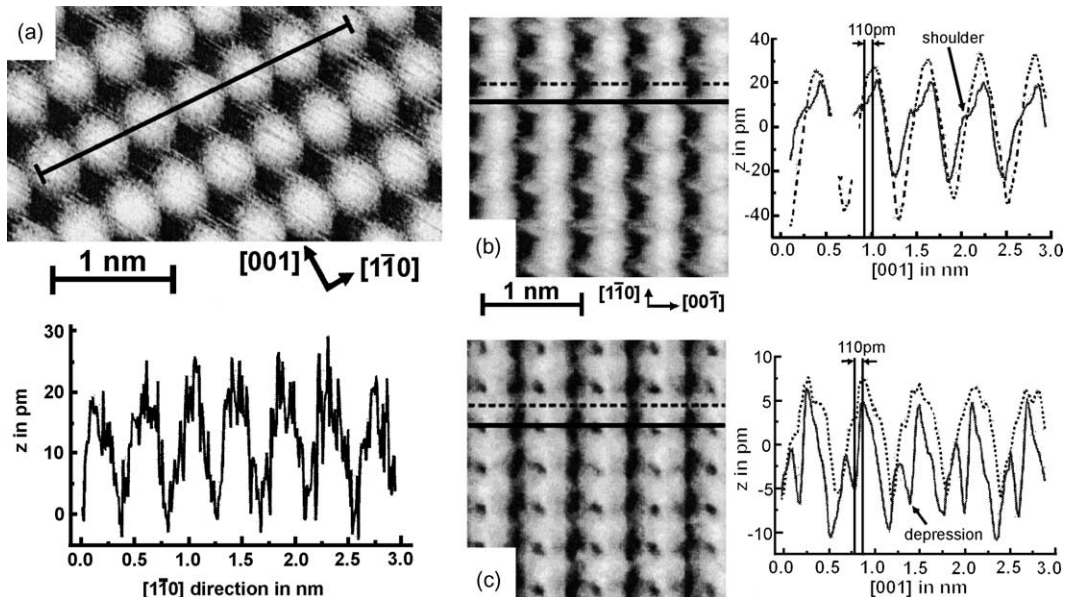 (a)
1 nm
[001]
[11̅0]
30
20
10
0
z in pm
0.0 0.5 1.0 1.5 2.0 2.5 3.0
[11̅0] direction in nm
(b)
1 nm
[11̅0]
[001̅]
110pm
shoulder
40
20
0
-20
-40
z in pm
0.0 0.5 1.0 1.5 2.0 2.5 3.0
[001] in nm
(c)
110pm
10
5
0
-5
-10
z in pm
depression
0.0 0.5 1.0 1.5 2.0 2.5 3.0
[001] in nm